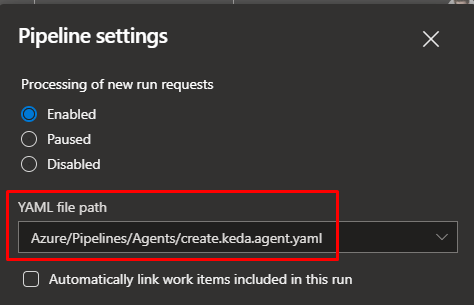 Pipeline settings
Processing of new run requests
Enabled
Paused
Disabled
YAML file path
Azure/Pipelines/Agents/create.keda.agent.yaml
Automatically link work items included in this run